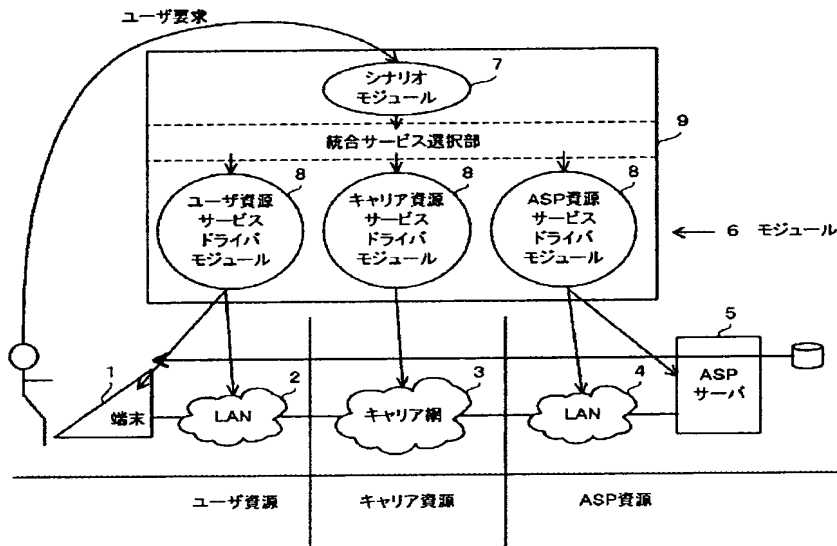 ユーザ要求
シナリオ
モジュール
7
統合サービス選択部
9
ユーザ資源
サービス
ドライバ
モジュール
8
キャリア資源
サービス
ドライバ
モジュール
8
ASP資源
サービス
ドライバ
モジュール
8
6 モジュール
1
端末
2
LAN
3
キャリア網
4
LAN
5
ASP
サーバ
ユーザ資源
キャリア資源
ASP資源